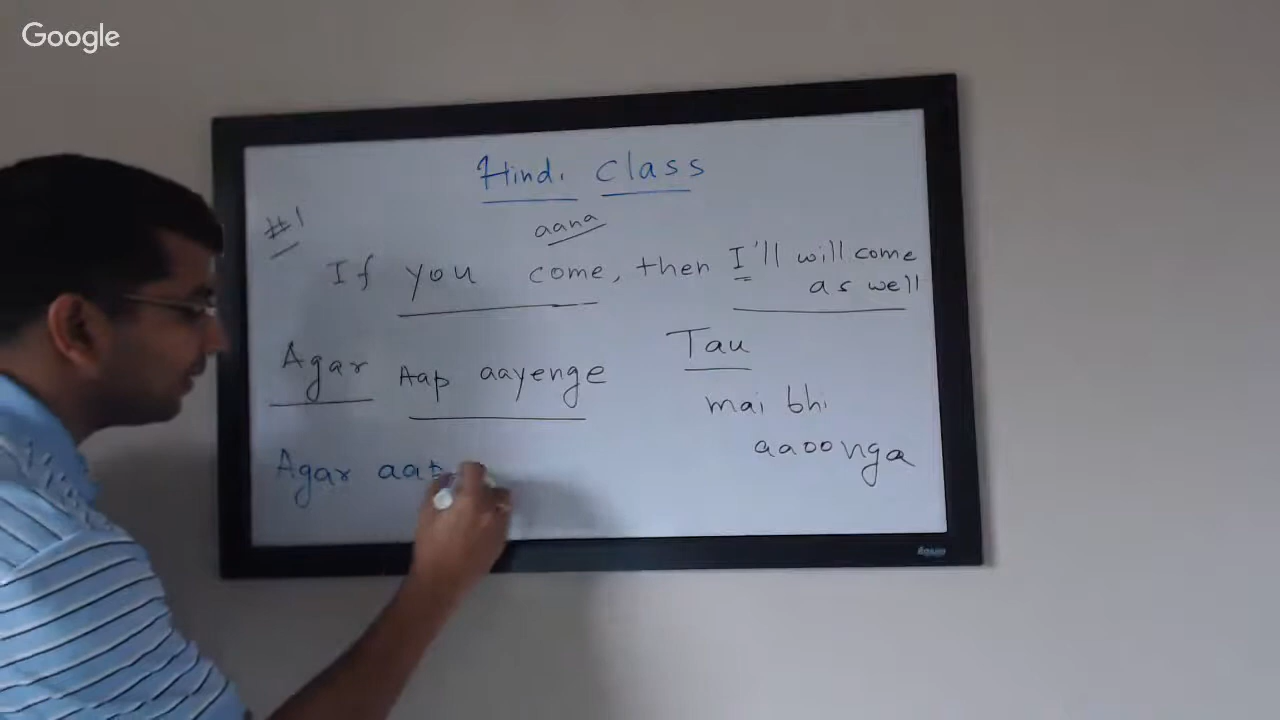 Google
Hindi Class
#1
aana
If you come, then I'll will come
as well
Agar Aap aayenge
Tau
mai bhi
aaoonga
Agar aap